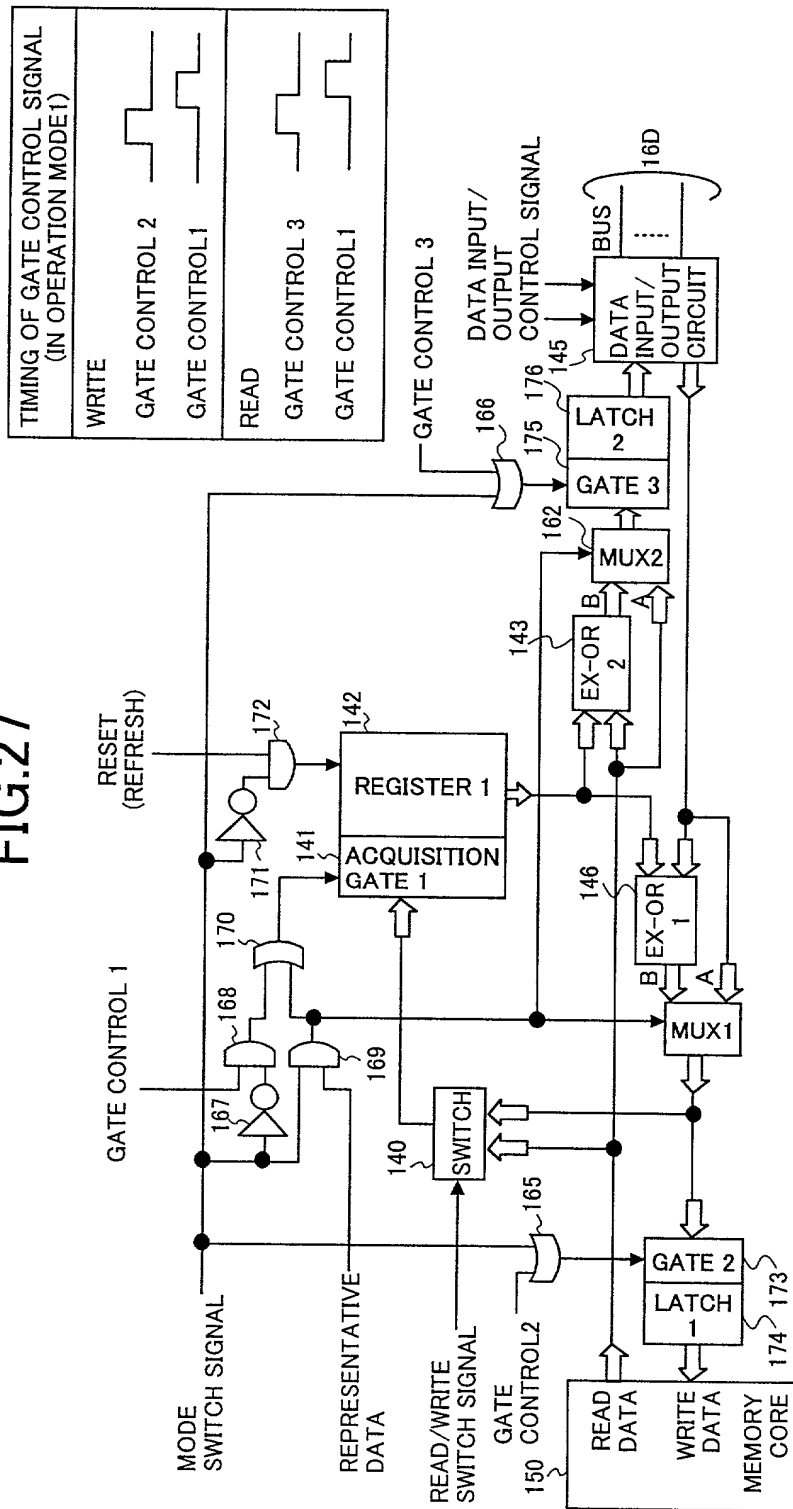 FIG.27
TIMING OF GATE CONTROL SIGNAL
(IN OPERATION MODE1)
WRITE
GATE CONTROL 2
GATE CONTROL1
READ
GATE CONTROL 3
GATE CONTROL1
MODE
SWITCH SIGNAL
GATE CONTROL 1
RESET
(REFRESH)
GATE CONTROL 3
DATA INPUT/
OUTPUT
CONTROL SIGNAL
REPRESENTATIVE
DATA
READ/WRITE
SWITCH SIGNAL
GATE
CONTROL2
167
168
169
170
171
172
141
142
ACQUISITION
GATE 1
REGISTER 1
140
SWITCH
165
166
143
EX-OR
2
B
A
162
MUX2
175
176
GATE 3
LATCH
2
145
DATA
INPUT/
OUTPUT
CIRCUIT
BUS
16D
146
EX-OR
1
B
A
MUX1
GATE 2
LATCH
1
173
174
150
READ
DATA
WRITE
DATA
MEMORY
CORE